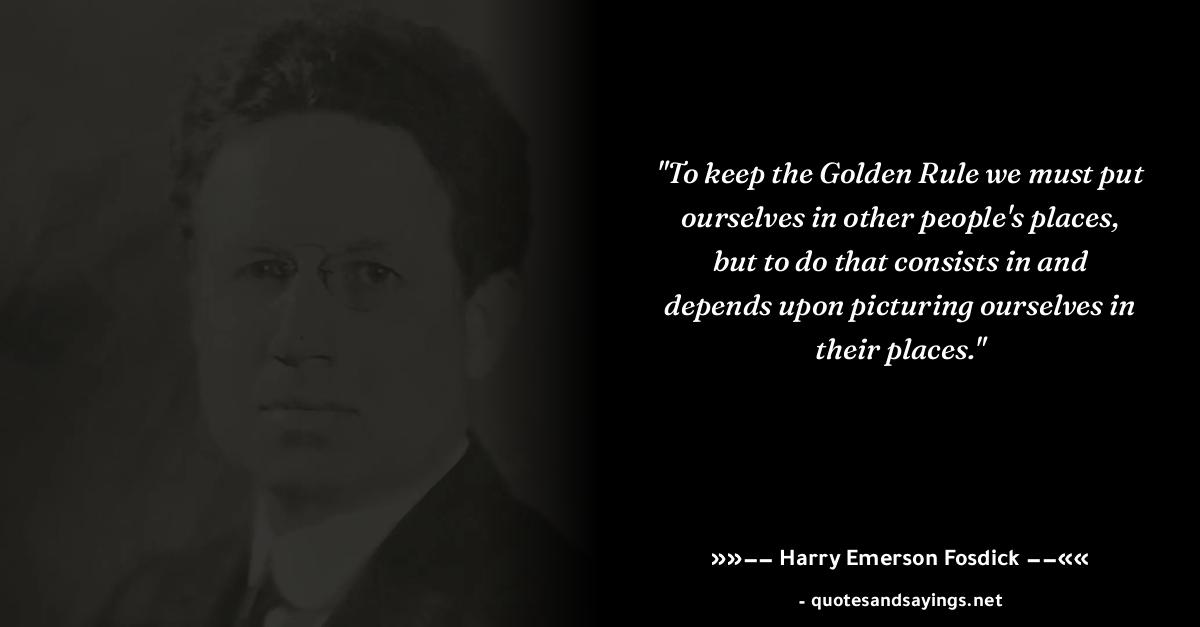 "To keep the Golden Rule we must put
ourselves in other people's places,
but to do that consists in and
depends upon picturing ourselves in
their places."
»»–– Harry Emerson Fosdick ––««
- quotesandsayings.net